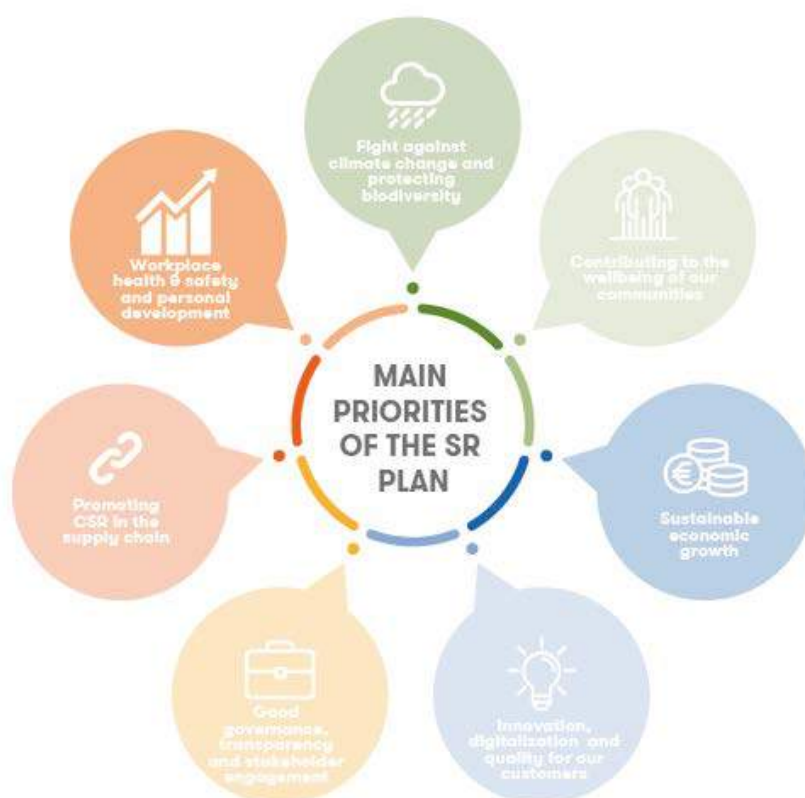 MAIN
PRIORITIES
OF THE SR
PLAN
Fight against
climate change and
protecting
biodiversity
Contributing to the
wellbeing of our
communities
€
Sustainable
economic
growth
Innovation,
digitalization and
quality for our
customers
Good
governance,
transparency
and stakeholder
engagement
Promoting
CSR in the
supply chain
Workplace
health & safety
and personal
development